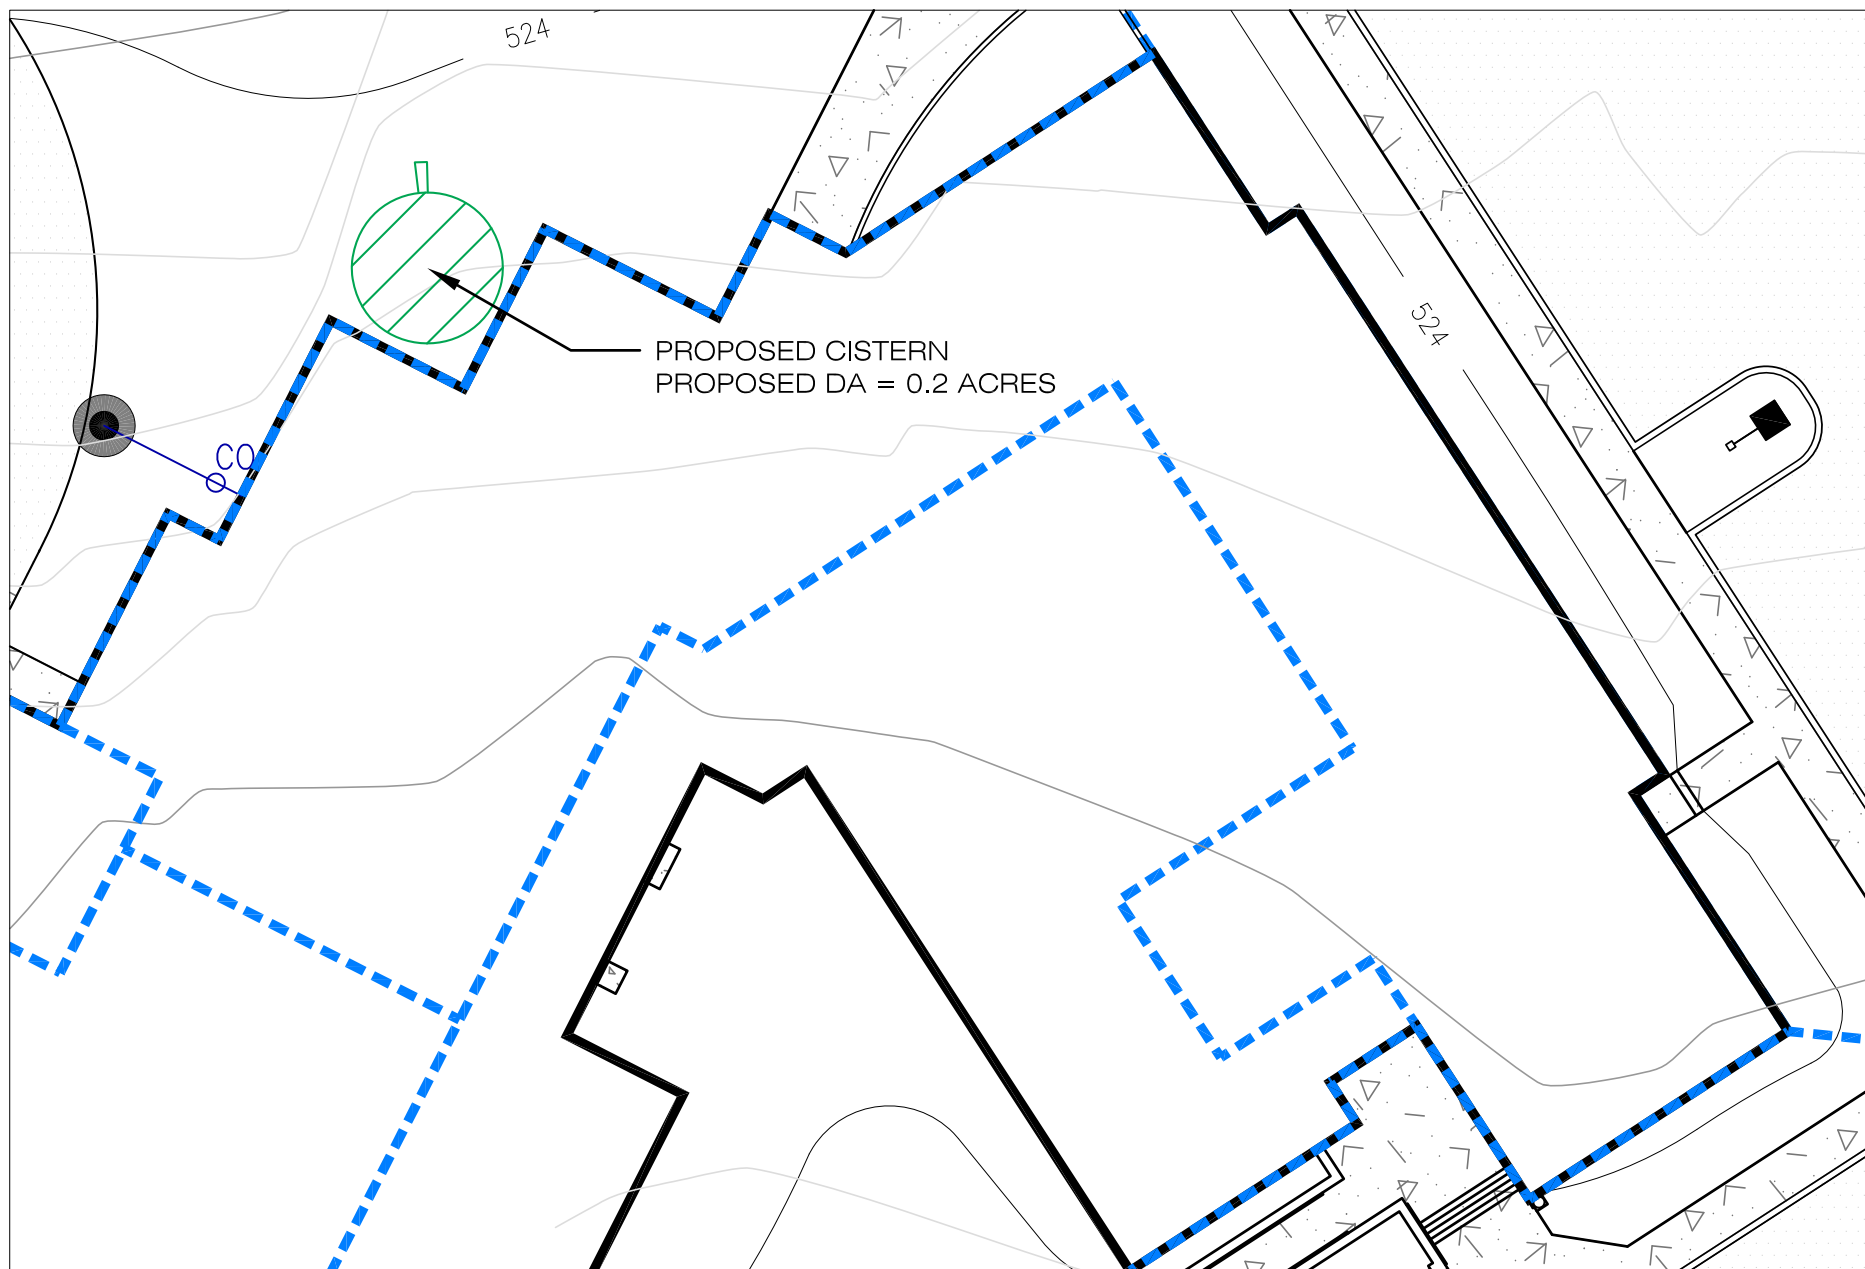 524
524
PROPOSED CISTERN
PROPOSED DA = 0.2 ACRES
CO